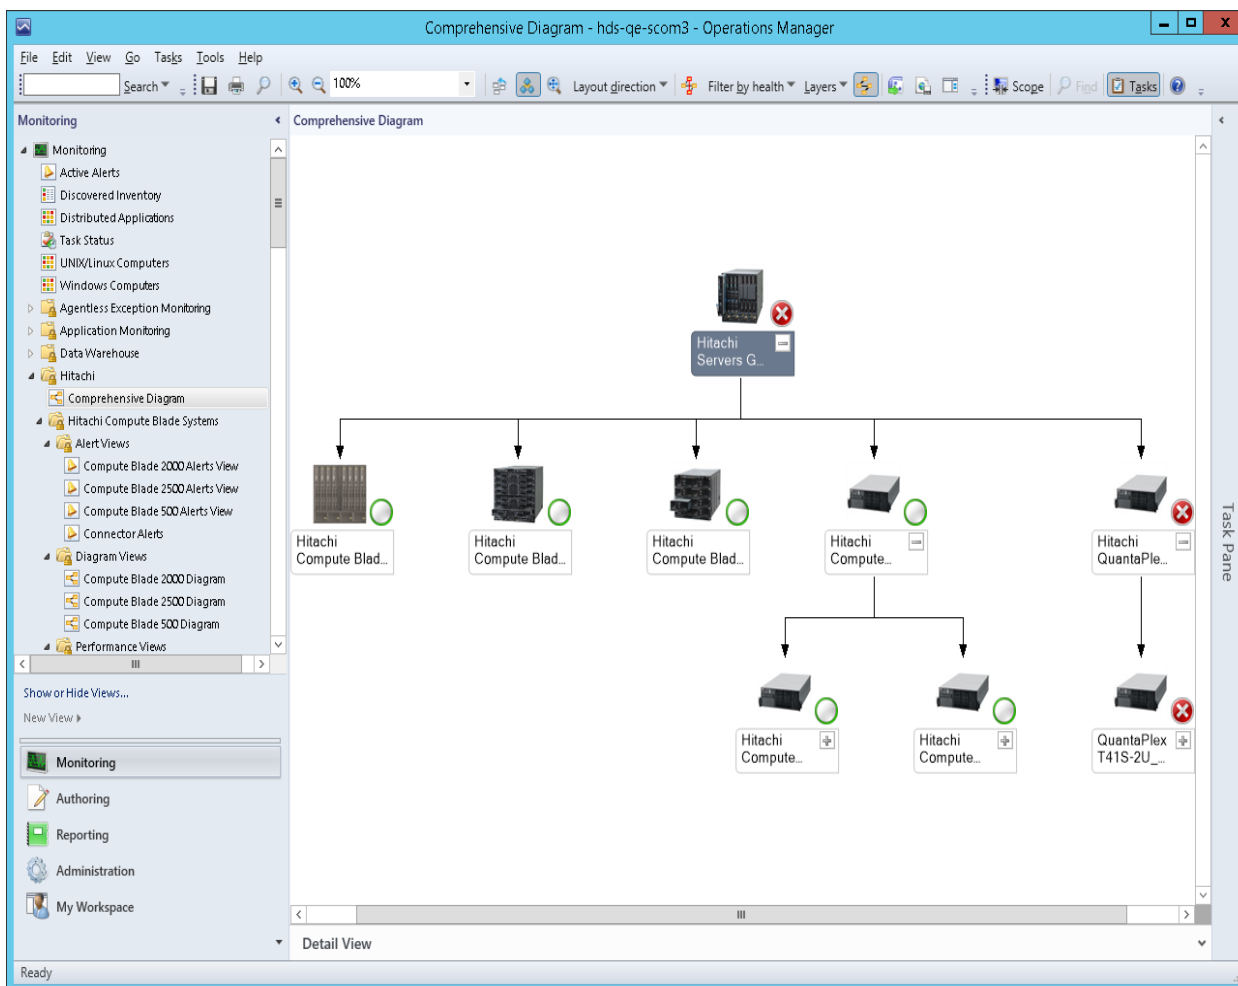 Comprehensive Diagram - hds-qe-scom3 - Operations Manager
File Edit View Go Tasks Tools Help
Search 100% Layout direction Filter by health Layers Scope Find Tasks
Monitoring
Comprehensive Diagram
Monitoring
Active Alerts
Discovered Inventory
Distributed Applications
Task Status
UNIX/Linux Computers
Windows Computers
Agentless Exception Monitoring
Application Monitoring
Data Warehouse
Hitachi
Comprehensive Diagram
Hitachi Compute Blade Systems
Alert Views
Compute Blade 2000 Alerts View
Compute Blade 2500 Alerts View
Compute Blade 500 Alerts View
Connector Alerts
Diagram Views
Compute Blade 2000 Diagram
Compute Blade 2500 Diagram
Compute Blade 500 Diagram
Performance Views
Show or Hide Views...
New View
Monitoring
Authoring
Reporting
Administration
My Workspace
Hitachi
Servers G...
Hitachi
Compute Blad...
Hitachi
Compute Blad...
Hitachi
Compute Blad...
Hitachi
Compute...
Hitachi
QuantaPle...
Hitachi
Compute...
Hitachi
Compute...
QuantaPlex
T41S-2U_...
Task Pane
Detail View
Ready